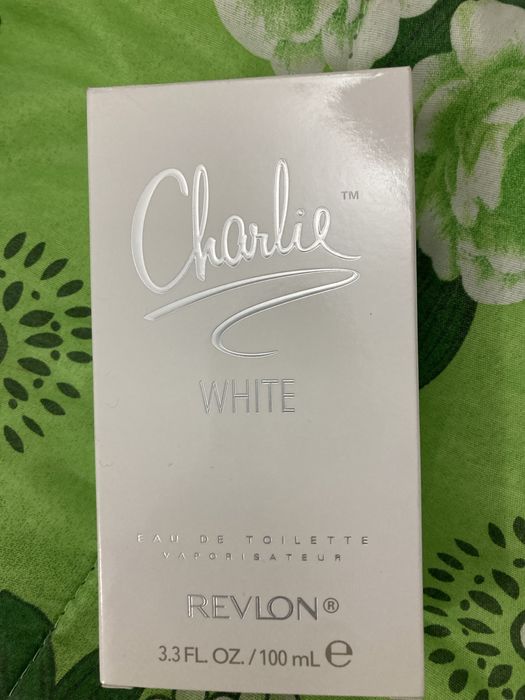 Charlie™
WHITE
EAU DE TOILETTE
VAPORISATEUR
REVLON®
3.3 FL. OZ. / 100 mL ℮